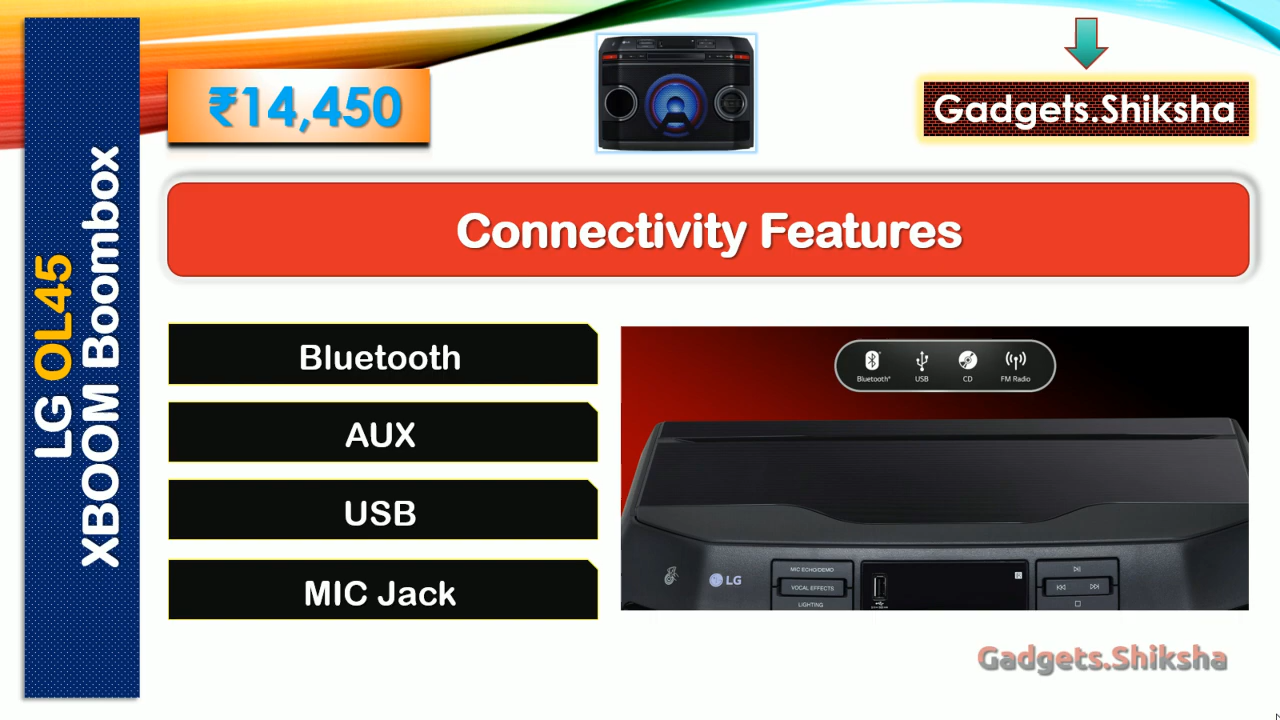 LG OL45
XBOOM Boombox
₹14,450
Gadgets.Shiksha
Connectivity Features
Bluetooth
AUX
USB
MIC Jack
Bluetooth® USB CD FM Radio
LG
MIC ECHO/DEMO
VOCAL EFFECTS
LIGHTING
Gadgets.Shiksha